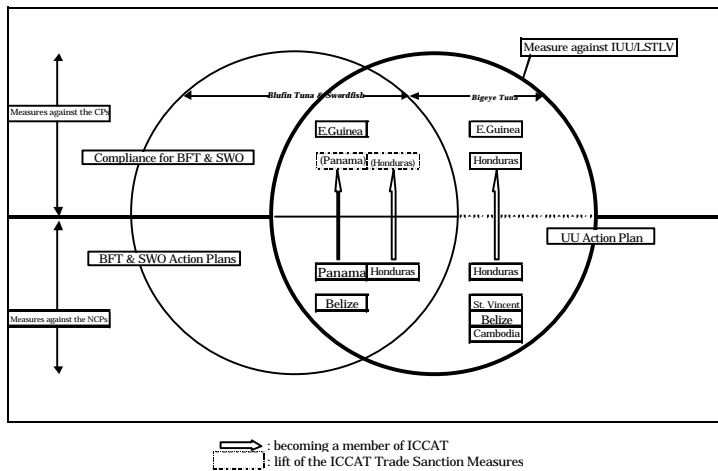 Measure against IUU/LSTLV
Blufin Tuna & Swordfish
Bigeye Tuna
Measures against the CPs
E.Guinea
E.Guinea
Compliance for BFT & SWO
(Panama)
(Honduras)
Honduras
UU Action Plan
BFT & SWO Action Plans
Panama
Honduras
Honduras
Belize
St. Vincent
Belize
Cambodia
Measures against the NCPs
: becoming a member of ICCAT
: lift of the ICCAT Trade Sanction Measures